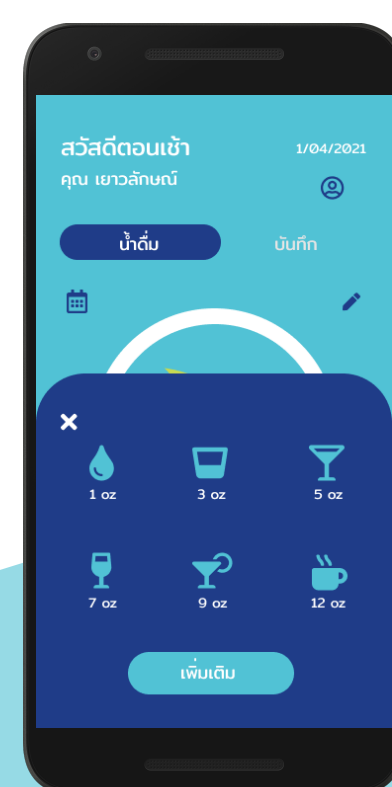 สวัสดีตอนเช้า
1/04/2021
คุณ เยาวลักษณ์
น้ำดื่ม
บันทึก
1 oz
3 oz
5 oz
7 oz
9 oz
12 oz
เพิ่มเติม